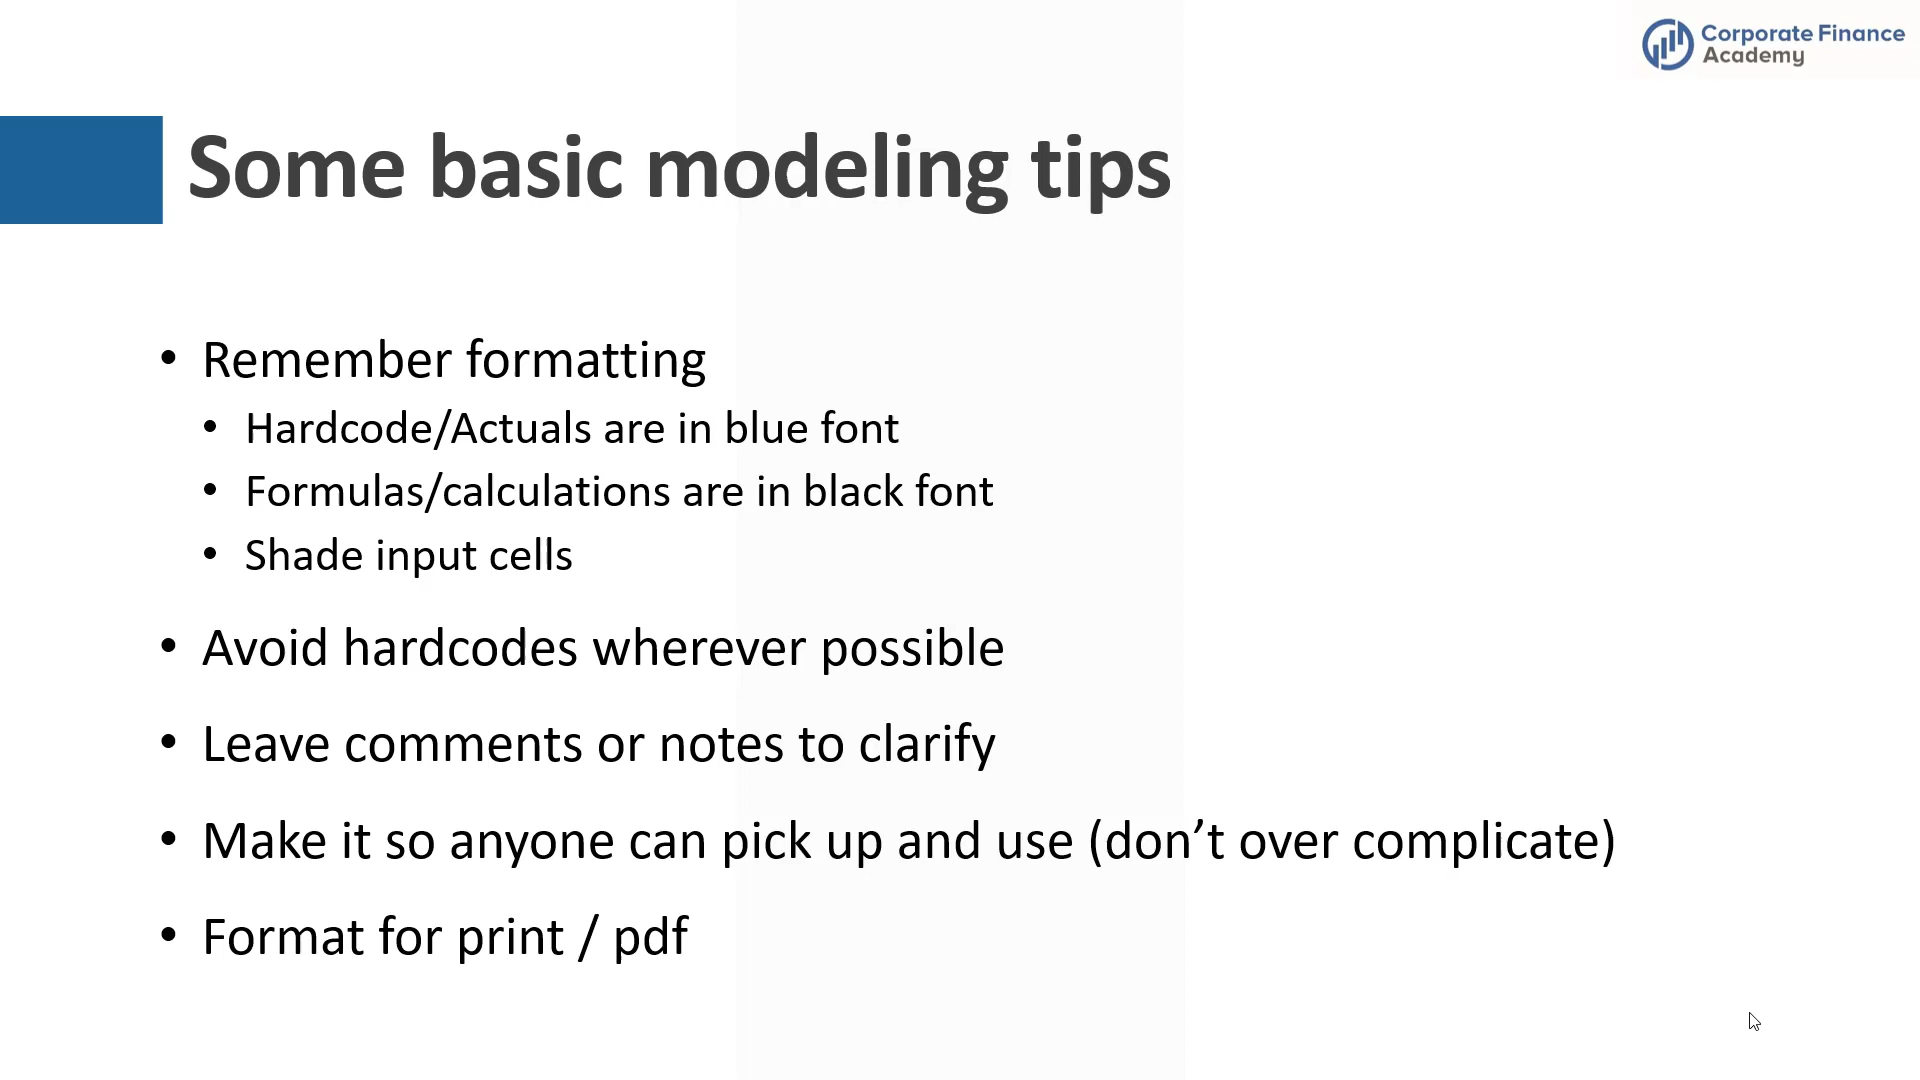 Corporate Finance
Academy
Some basic modeling tips
• Remember formatting
• Hardcode/Actuals are in blue font
• Formulas/calculations are in black font
• Shade input cells
• Avoid hardcodes wherever possible
• Leave comments or notes to clarify
• Make it so anyone can pick up and use (don’t over complicate)
• Format for print / pdf